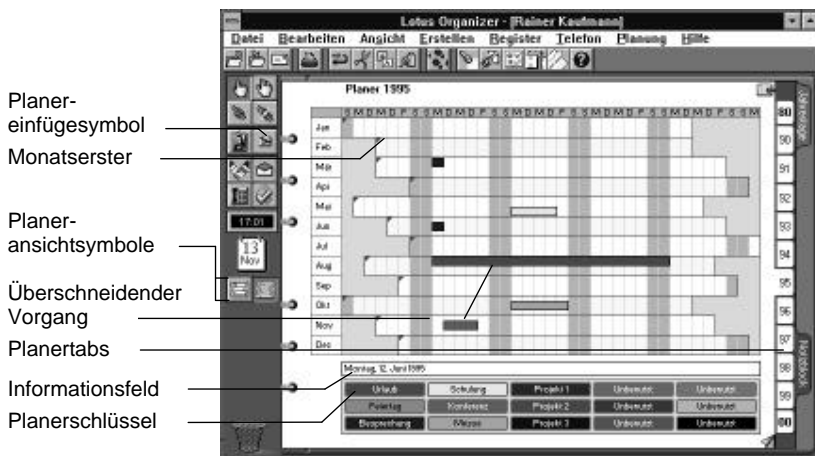 Lotus Organizer - [Rainer Kaufmann]
Datei Bearbeiten Ansicht Erstellen Register Telefon Planung Hilfe
Planer-
einfügesymbol
Monatserster
Planer-
ansichtsymbole
Überschneidender
Vorgang
Planertabs
Informationsfeld
Planerschlüssel
17:01
13
Nov
Planer 1995
S M D M D F S S M D M D F S S M D M D F S S M D M D F S S M D M D F S S M
Jan
Feb
Mär
Apr
Mai
Jun
Jul
Aug
Sep
Okt
Nov
Dez
Montag, 12. Juni 1995
Urlaub Schulung Projekt 1 Unbenutzt Unbenutzt
Feiertag Konferenz Projekt 2 Unbenutzt Unbenutzt
Besprechung Messe Projekt 3 Unbenutzt Unbenutzt
80
90
91
92
93
94
95
96
97
98
99
00
Jahrestage
Notizblock